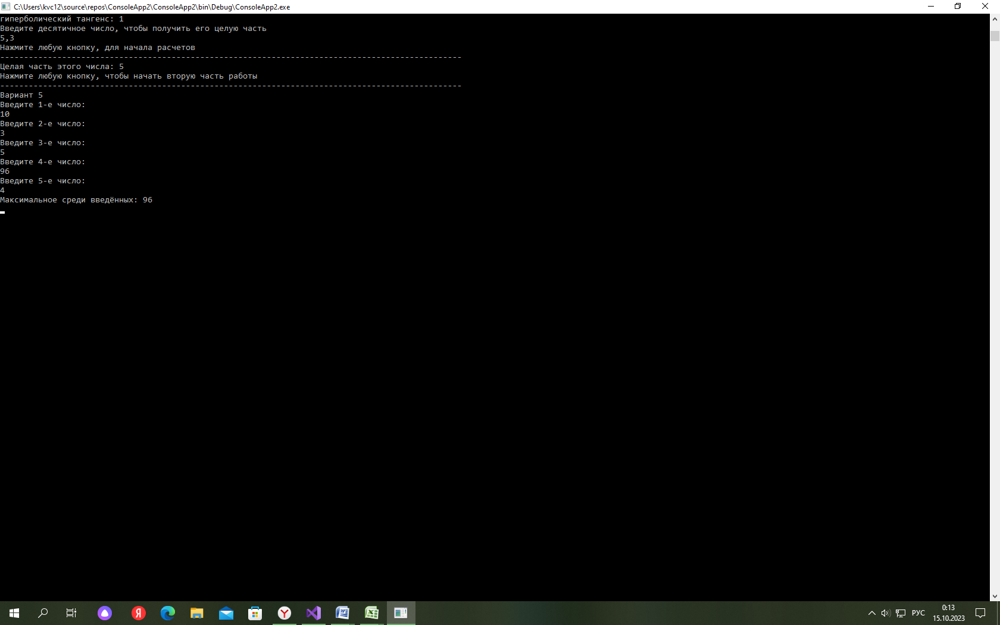 C:\Users\kvc12\source\repos\ConsoleApp2\ConsoleApp2\bin\Debug\ConsoleApp2.exe
гиперболический тангенс: 1
Введите десятичное число, чтобы получить его целую часть
5,3
Нажмите любую кнопку, для начала расчетов
-------------------------------------------------------------------------------------------------
Целая часть этого числа: 5
Нажмите любую кнопку, чтобы начать вторую часть работы
-------------------------------------------------------------------------------------------------
Вариант 5
Введите 1-е число:
10
Введите 2-е число:
3
Введите 3-е число:
5
Введите 4-е число:
96
Введите 5-е число:
4
Максимальное среди введённых: 96
РУС
0:13
15.10.2023